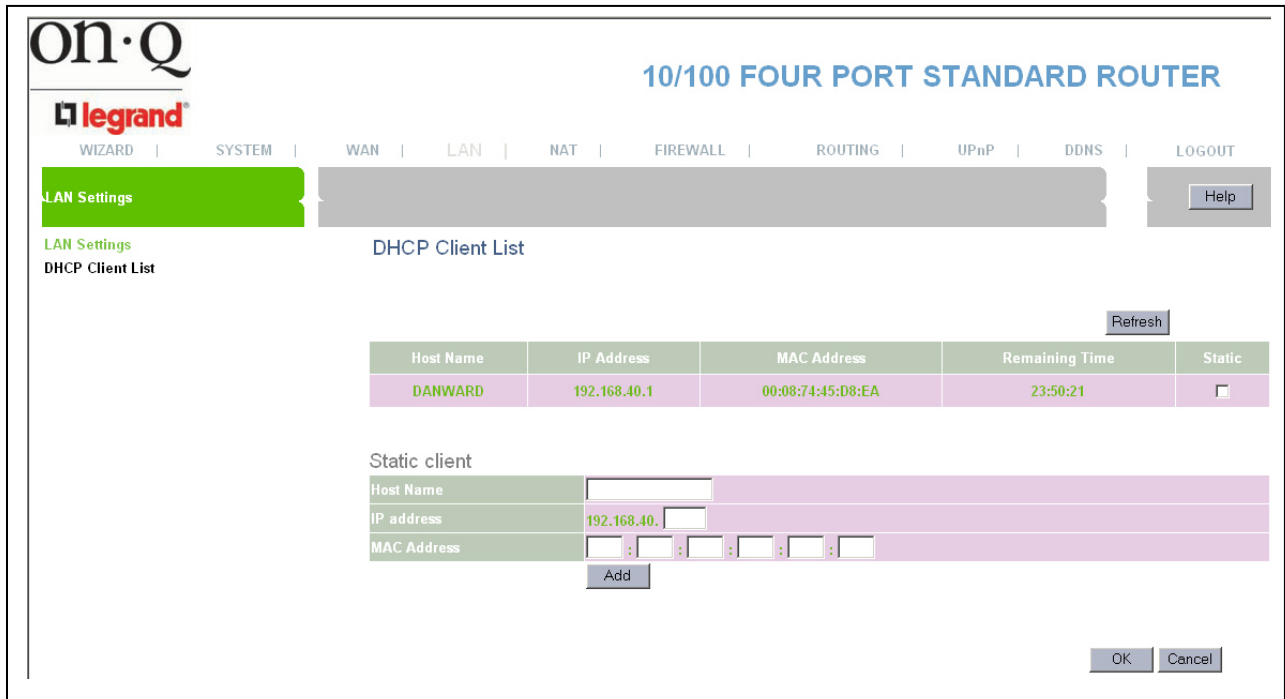 on·Q
legrand®
10/100 FOUR PORT STANDARD ROUTER
WIZARD | SYSTEM | WAN | LAN | NAT | FIREWALL | ROUTING | UPnP | DDNS | LOGOUT
LAN Settings
Help
LAN Settings
DHCP Client List
DHCP Client List
Refresh
Host Name IP Address MAC Address Remaining Time Static
DANWARD 192.168.40.1 00:08:74:45:D8:EA 23:50:21
Static client
Host Name
IP address 192.168.40.
MAC Address : : : : :
Add
OK Cancel